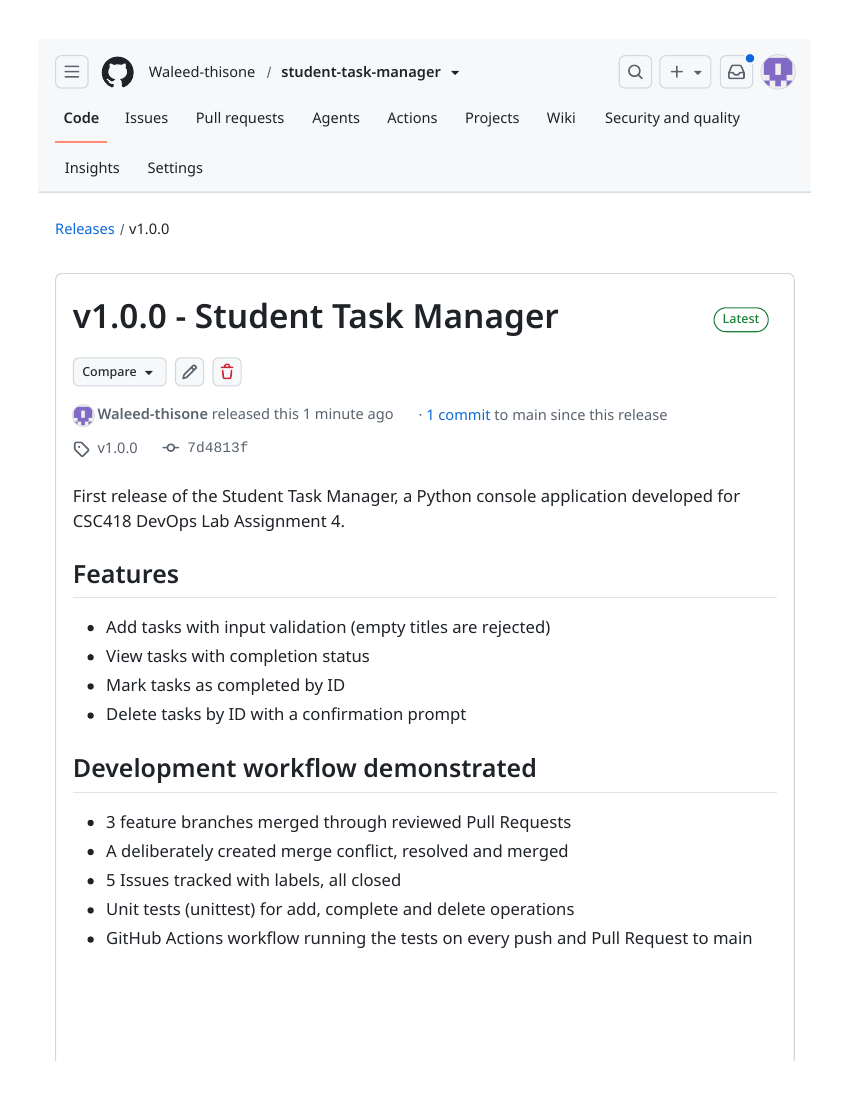 Waleed-thisone / student-task-manager
Code Issues Pull requests Agents Actions Projects Wiki Security and quality
Insights Settings
Releases / v1.0.0
v1.0.0 - Student Task Manager
Latest
Compare
Waleed-thisone released this 1 minute ago · 1 commit to main since this release
v1.0.0 7d4813f
First release of the Student Task Manager, a Python console application developed for
CSC418 DevOps Lab Assignment 4.
Features
• Add tasks with input validation (empty titles are rejected)
• View tasks with completion status
• Mark tasks as completed by ID
• Delete tasks by ID with a confirmation prompt
Development workflow demonstrated
• 3 feature branches merged through reviewed Pull Requests
• A deliberately created merge conflict, resolved and merged
• 5 Issues tracked with labels, all closed
• Unit tests (unittest) for add, complete and delete operations
• GitHub Actions workflow running the tests on every push and Pull Request to main